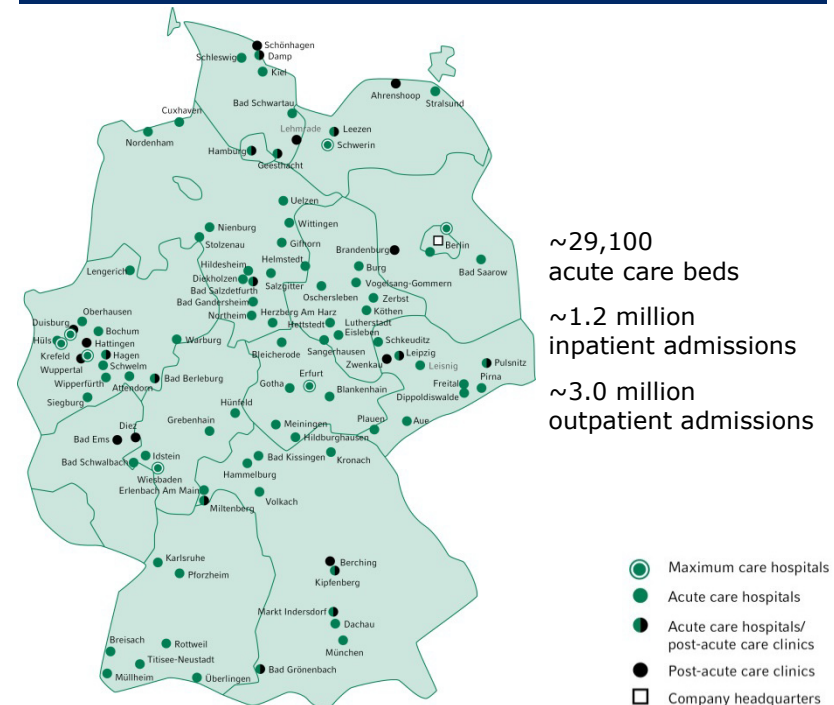 Schönhagen
Damp
Schleswig
Kiel
Ahrenshoop
Stralsund
Bad Schwartau
Cuxhaven
Nordenham
Lehmrade
Leezen
Schwerin
Hamburg
Geesthacht
Uelzen
Nienburg
Wittingen
Stolzenau
Gifhorn
Brandenburg
Berlin
Bad Saarow
Lengerich
Hildesheim
Helmstedt
Diekholzen
Salzgitter
Burg
Vogelsang-Gommern
Bad Salzdetfurth
Oschersleben
Zerbst
Bad Gandersheim
Herzberg Am Harz
Köthen
Northeim
Hettstedt
Lutherstadt
Eisleben
Oberhausen
Duisburg
Bochum
Hüls
Hattingen
Krefeld
Hagen
Wuppertal
Schwelm
Wipperfürth
Attendorn
Siegburg
Warburg
Bad Berleburg
Bleicherode
Sangerhausen
Schkeuditz
Leipzig
Zwenkau
Leisnig
Pulsnitz
Pirna
Freital
Dippoldiswalde
Erfurt
Gotha
Blankenhain
Hünfeld
Grebenhain
Meiningen
Hildburghausen
Plauen
Aue
Diez
Bad Ems
Idstein
Bad Schwalbach
Wiesbaden
Bad Kissingen
Hammelburg
Kronach
Erlenbach Am Main
Miltenberg
Volkach
Karlsruhe
Pforzheim
Berching
Kipfenberg
Markt Indersdorf
Dachau
München
Breisach
Rottweil
Titisee-Neustadt
Müllheim
Überlingen
Bad Grönenbach
~29,100
acute care beds
~1.2 million
inpatient admissions
~3.0 million
outpatient admissions
Maximum care hospitals
Acute care hospitals
Acute care hospitals/
post-acute care clinics
Post-acute care clinics
Company headquarters